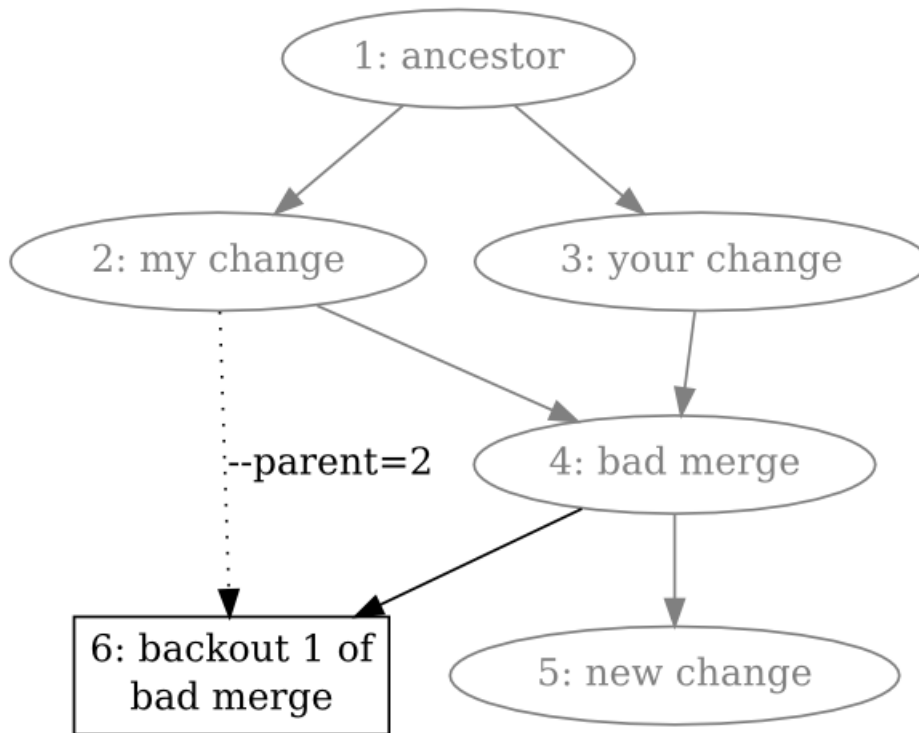 1: ancestor
2: my change
3: your change
--parent=2
4: bad merge
6: backout 1 of
bad merge
5: new change